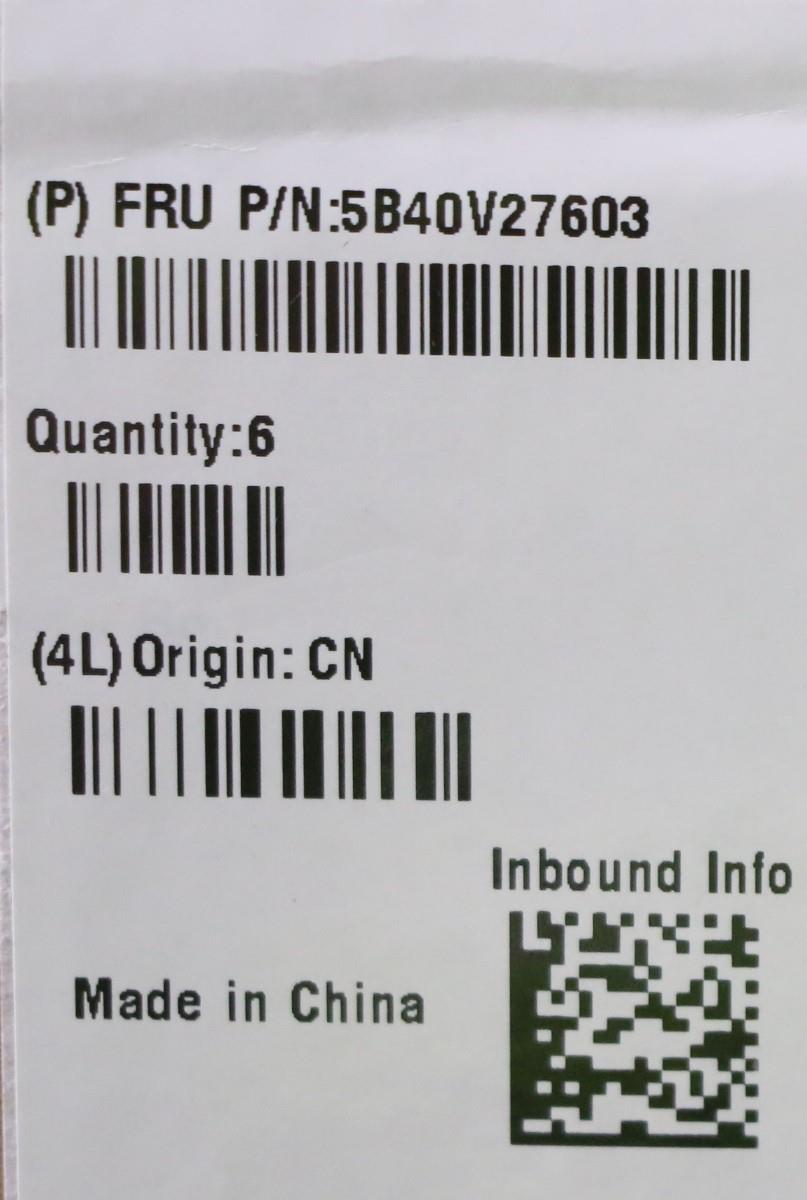 (P) FRU P/N:5B40V27603
Quantity:6
(4L)Origin: CN
Inbound Info
Made in China